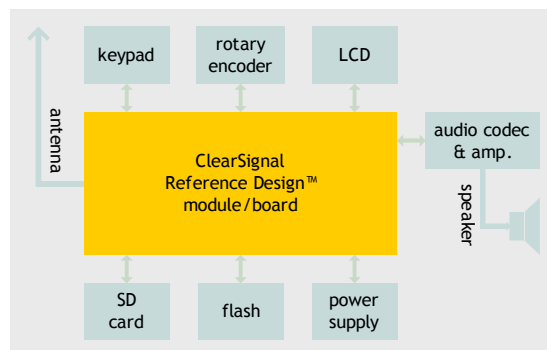 keypad
rotary
encoder
LCD
antenna
ClearSignal
Reference Design™
module/board
audio codec
& amp.
speaker
SD
card
flash
power
supply